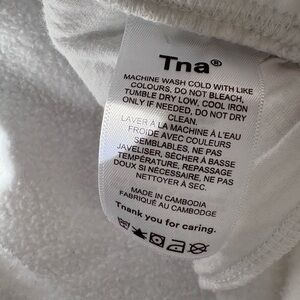 Tna®
MACHINE WASH COLD WITH LIKE
COLOURS, DO NOT BLEACH,
TUMBLE DRY LOW, COOL IRON
ONLY IF NEEDED, DO NOT DRY
CLEAN.
LAVER À LA MACHINE À L'EAU
FROIDE AVEC COULEURS
SEMBLABLES, NE PAS
JAVELISER, SÉCHER À BASSE
TEMPÉRATURE, REPASSAGE
DOUX SI NÉCESSAIRE, NE PAS
NETTOYER À SEC.
MADE IN CAMBODIA
FABRIQUÉ AU CAMBODGE
Thank you for caring.